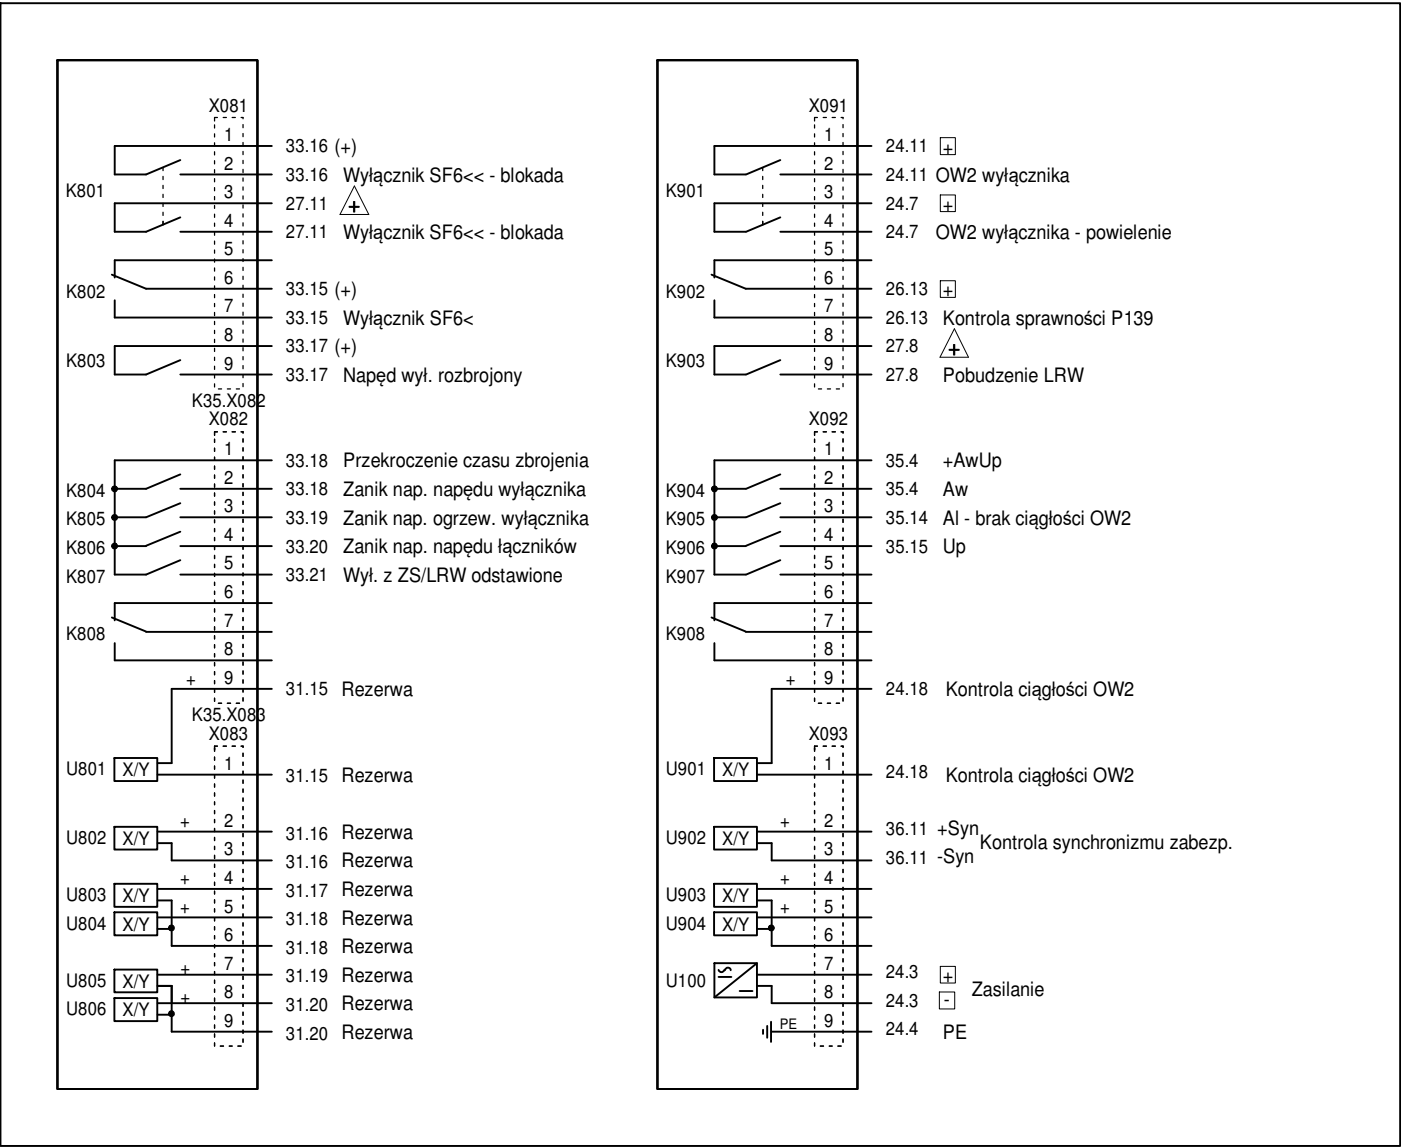 X081
1
33.16 (+)
K801
2
33.16 Wyłącznik SF6<< - blokada
3
27.11 +
4
27.11 Wyłącznik SF6<< - blokada
5
K802
6
33.15 (+)
7
33.15 Wyłącznik SF6<
8
33.17 (+)
K803
9
33.17 Napęd wył. rozbrojony
K35.X082
X082
1
33.18 Przekroczenie czasu zbrojenia
K804
2
33.18 Zanik nap. napędu wyłącznika
K805
3
33.19 Zanik nap. ogrzew. wyłącznika
K806
4
33.20 Zanik nap. napędu łączników
K807
5
33.21 Wył. z ZS/LRW odstawione
6
K808
7
8
+ 9
31.15 Rezerwa
K35.X083
X083
U801 X/Y
1
31.15 Rezerwa
U802 X/Y
+ 2
31.16 Rezerwa
3
31.16 Rezerwa
U803 X/Y
+ 4
31.17 Rezerwa
U804 X/Y
+ 5
31.18 Rezerwa
6
31.18 Rezerwa
U805 X/Y
+ 7
31.19 Rezerwa
U806 X/Y
+ 8
31.20 Rezerwa
9
31.20 Rezerwa
X091
1
24.11 +
K901
2
24.11 OW2 wyłącznika
3
24.7 +
4
24.7 OW2 wyłącznika - powielenie
5
K902
6
26.13 +
7
26.13 Kontrola sprawności P139
8
27.8 +
K903
9
27.8 Pobudzenie LRW
X092
1
35.4 +AwUp
K904
2
35.4 Aw
K905
3
35.14 Al - brak ciągłości OW2
K906
4
35.15 Up
K907
5
6
K908
7
8
+ 9
24.18 Kontrola ciągłości OW2
X093
U901 X/Y
1
24.18 Kontrola ciągłości OW2
U902 X/Y
+ 2
36.11 +Syn
Kontrola synchronizmu zabezp.
3
36.11 -Syn
U903 X/Y
+ 4
U904 X/Y
+ 5
6
U100
7
24.3 +
Zasilanie
8
24.3 -
PE 9
24.4 PE